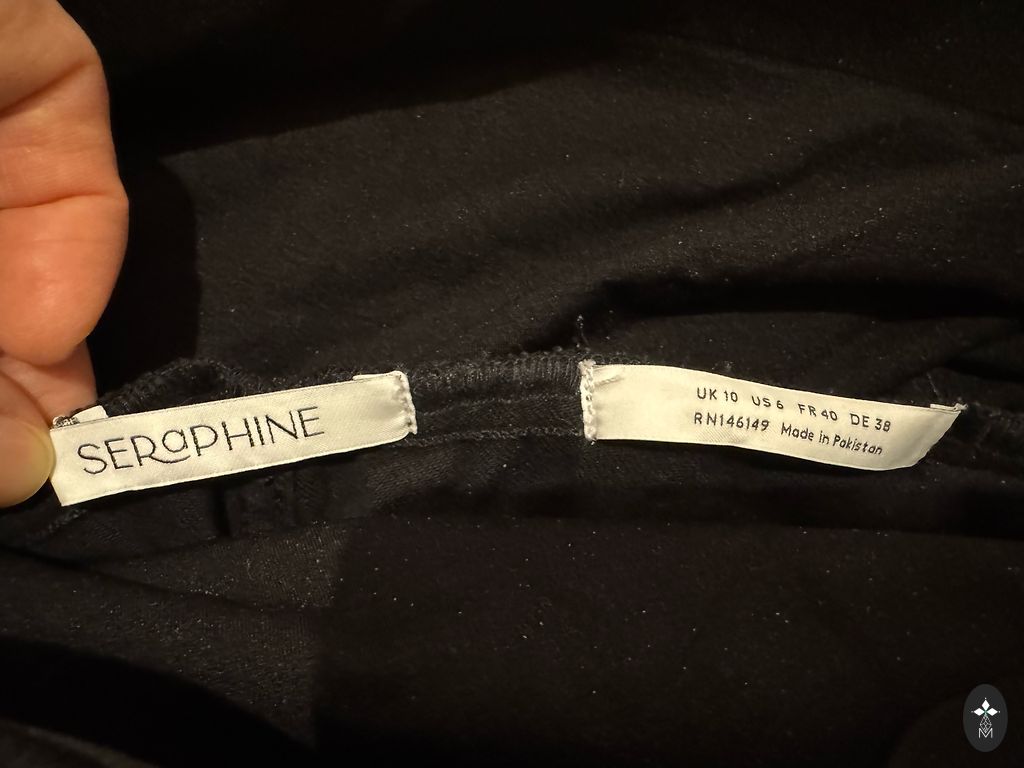 SERaPHINE
UK 10 US 6 FR 40 DE 38
RN146149 Made in Pakistan
M